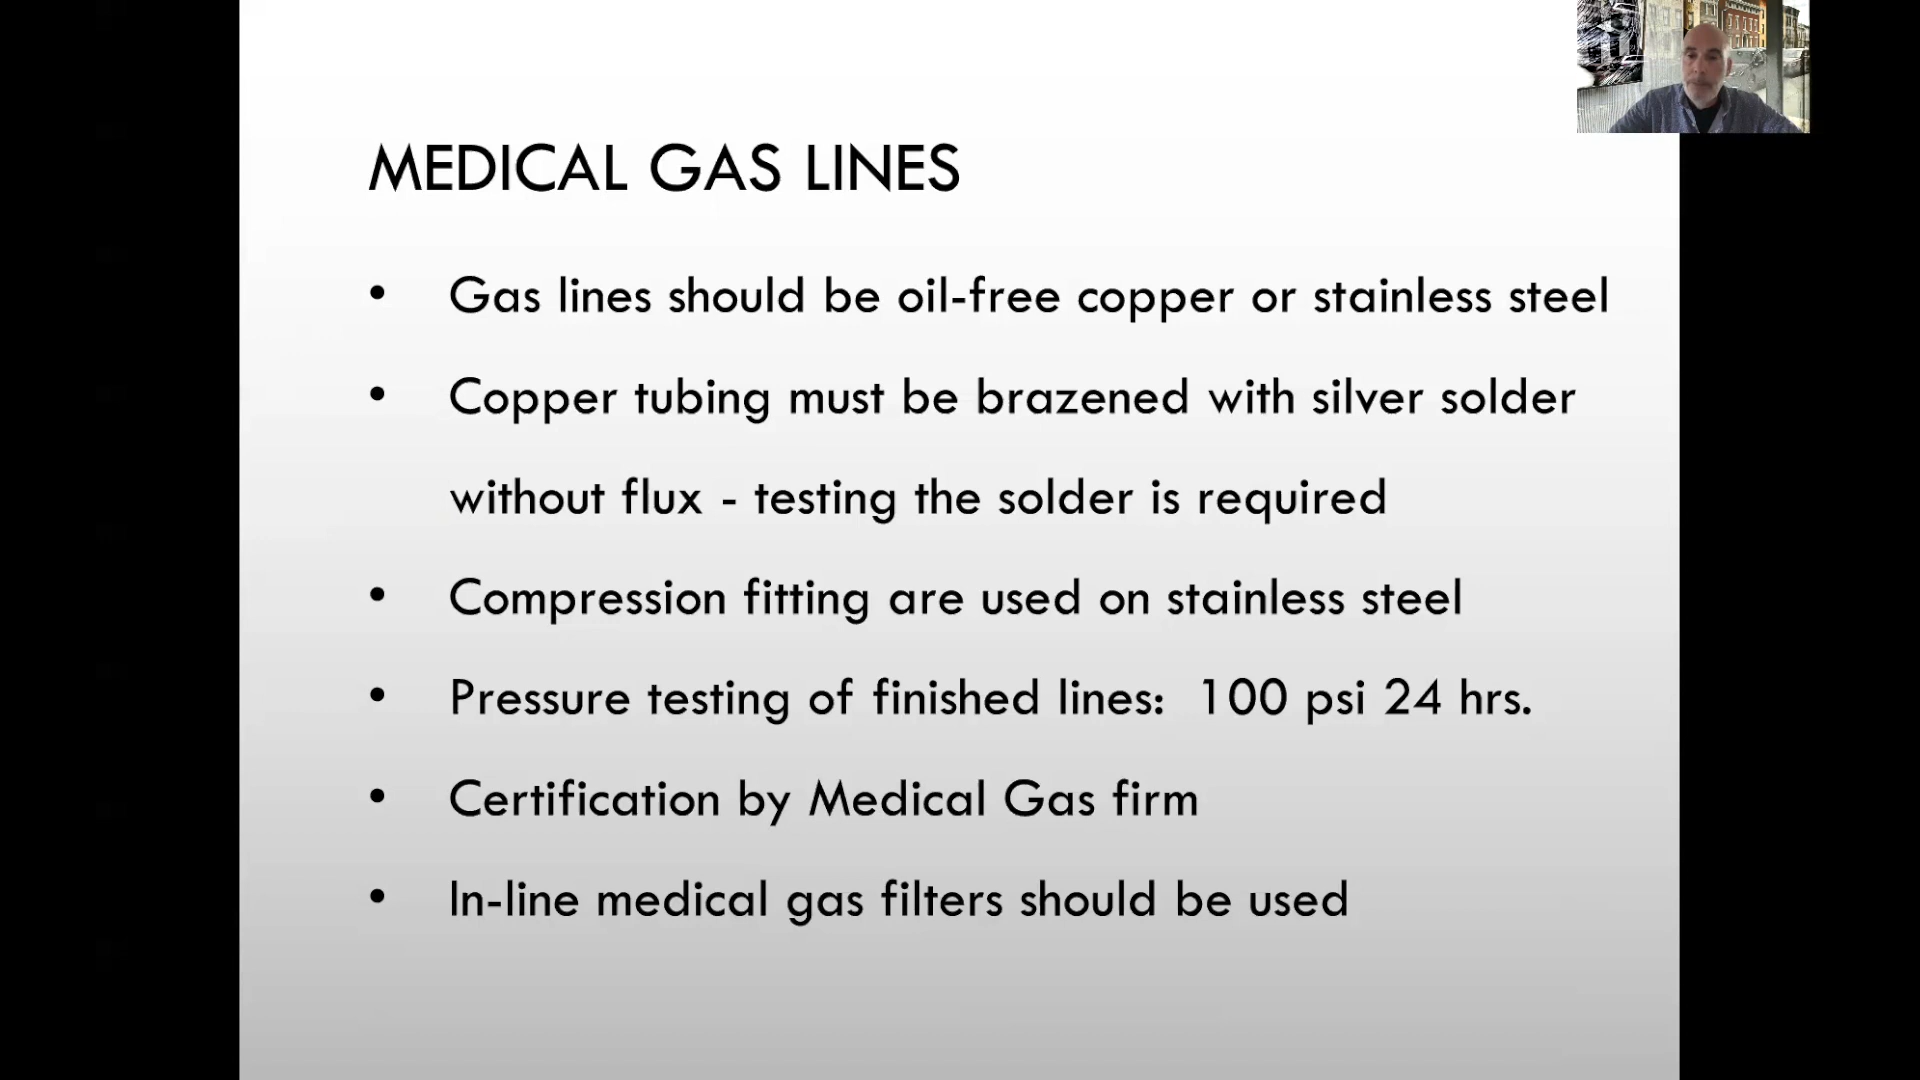 MEDICAL GAS LINES
• Gas lines should be oil-free copper or stainless steel
• Copper tubing must be brazened with silver solder
without flux - testing the solder is required
• Compression fitting are used on stainless steel
• Pressure testing of finished lines: 100 psi 24 hrs.
• Certification by Medical Gas firm
• In-line medical gas filters should be used